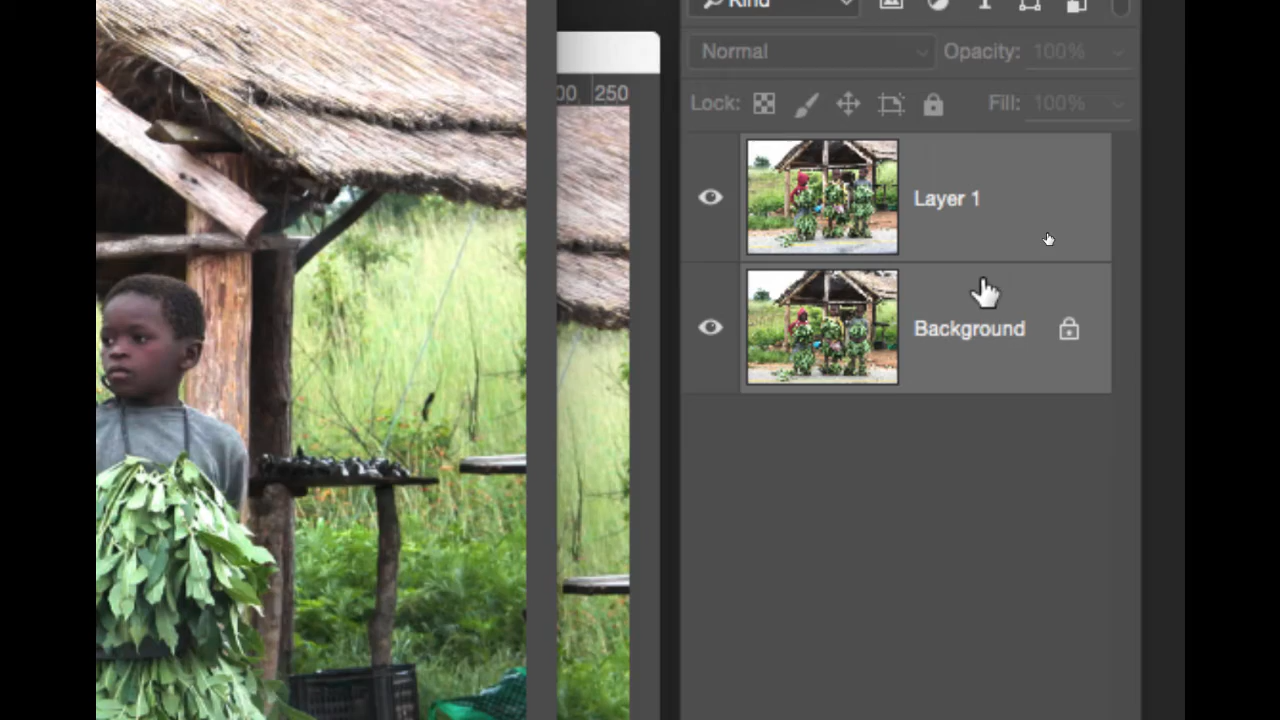 Kind
Normal
Opacity: 100%
00 250
Lock:
Fill: 100%
Layer 1
Background